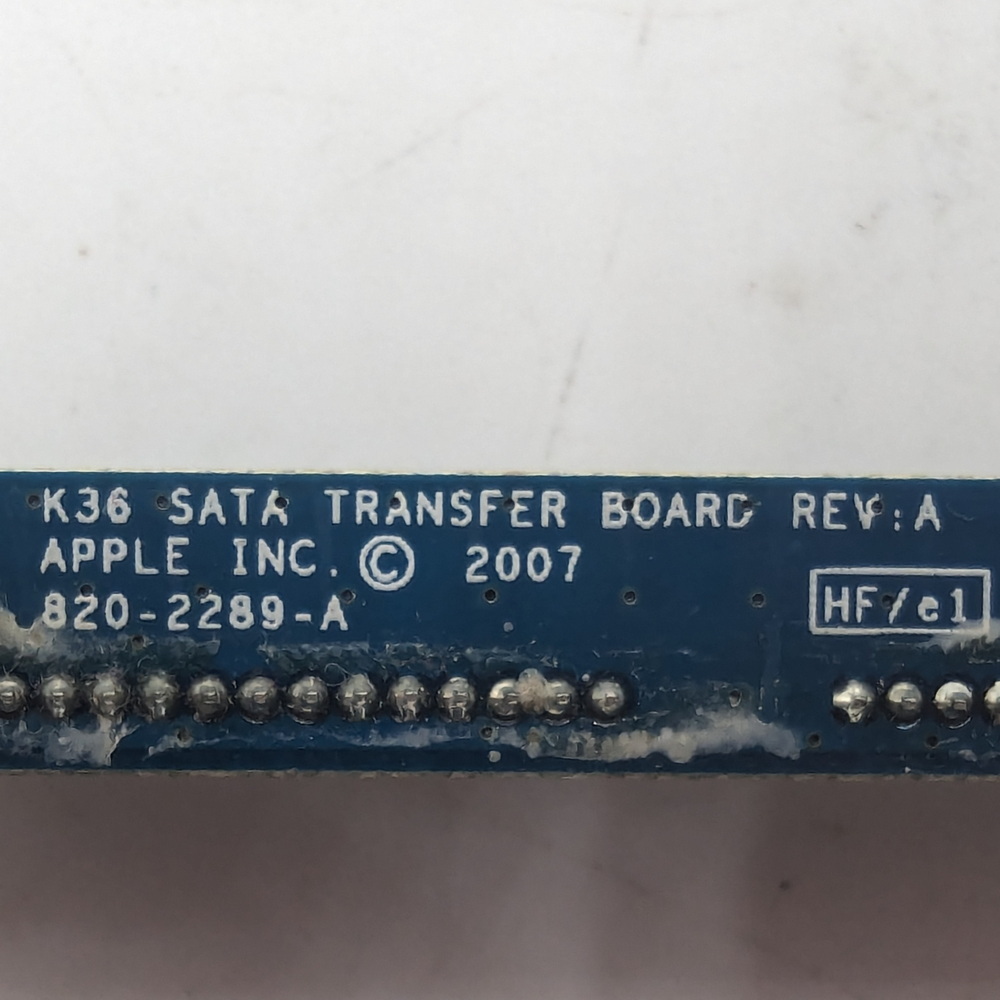 K36 SATA TRANSFER BOARD REV:A
APPLE INC. © 2007
820-2289-A
HF/e1